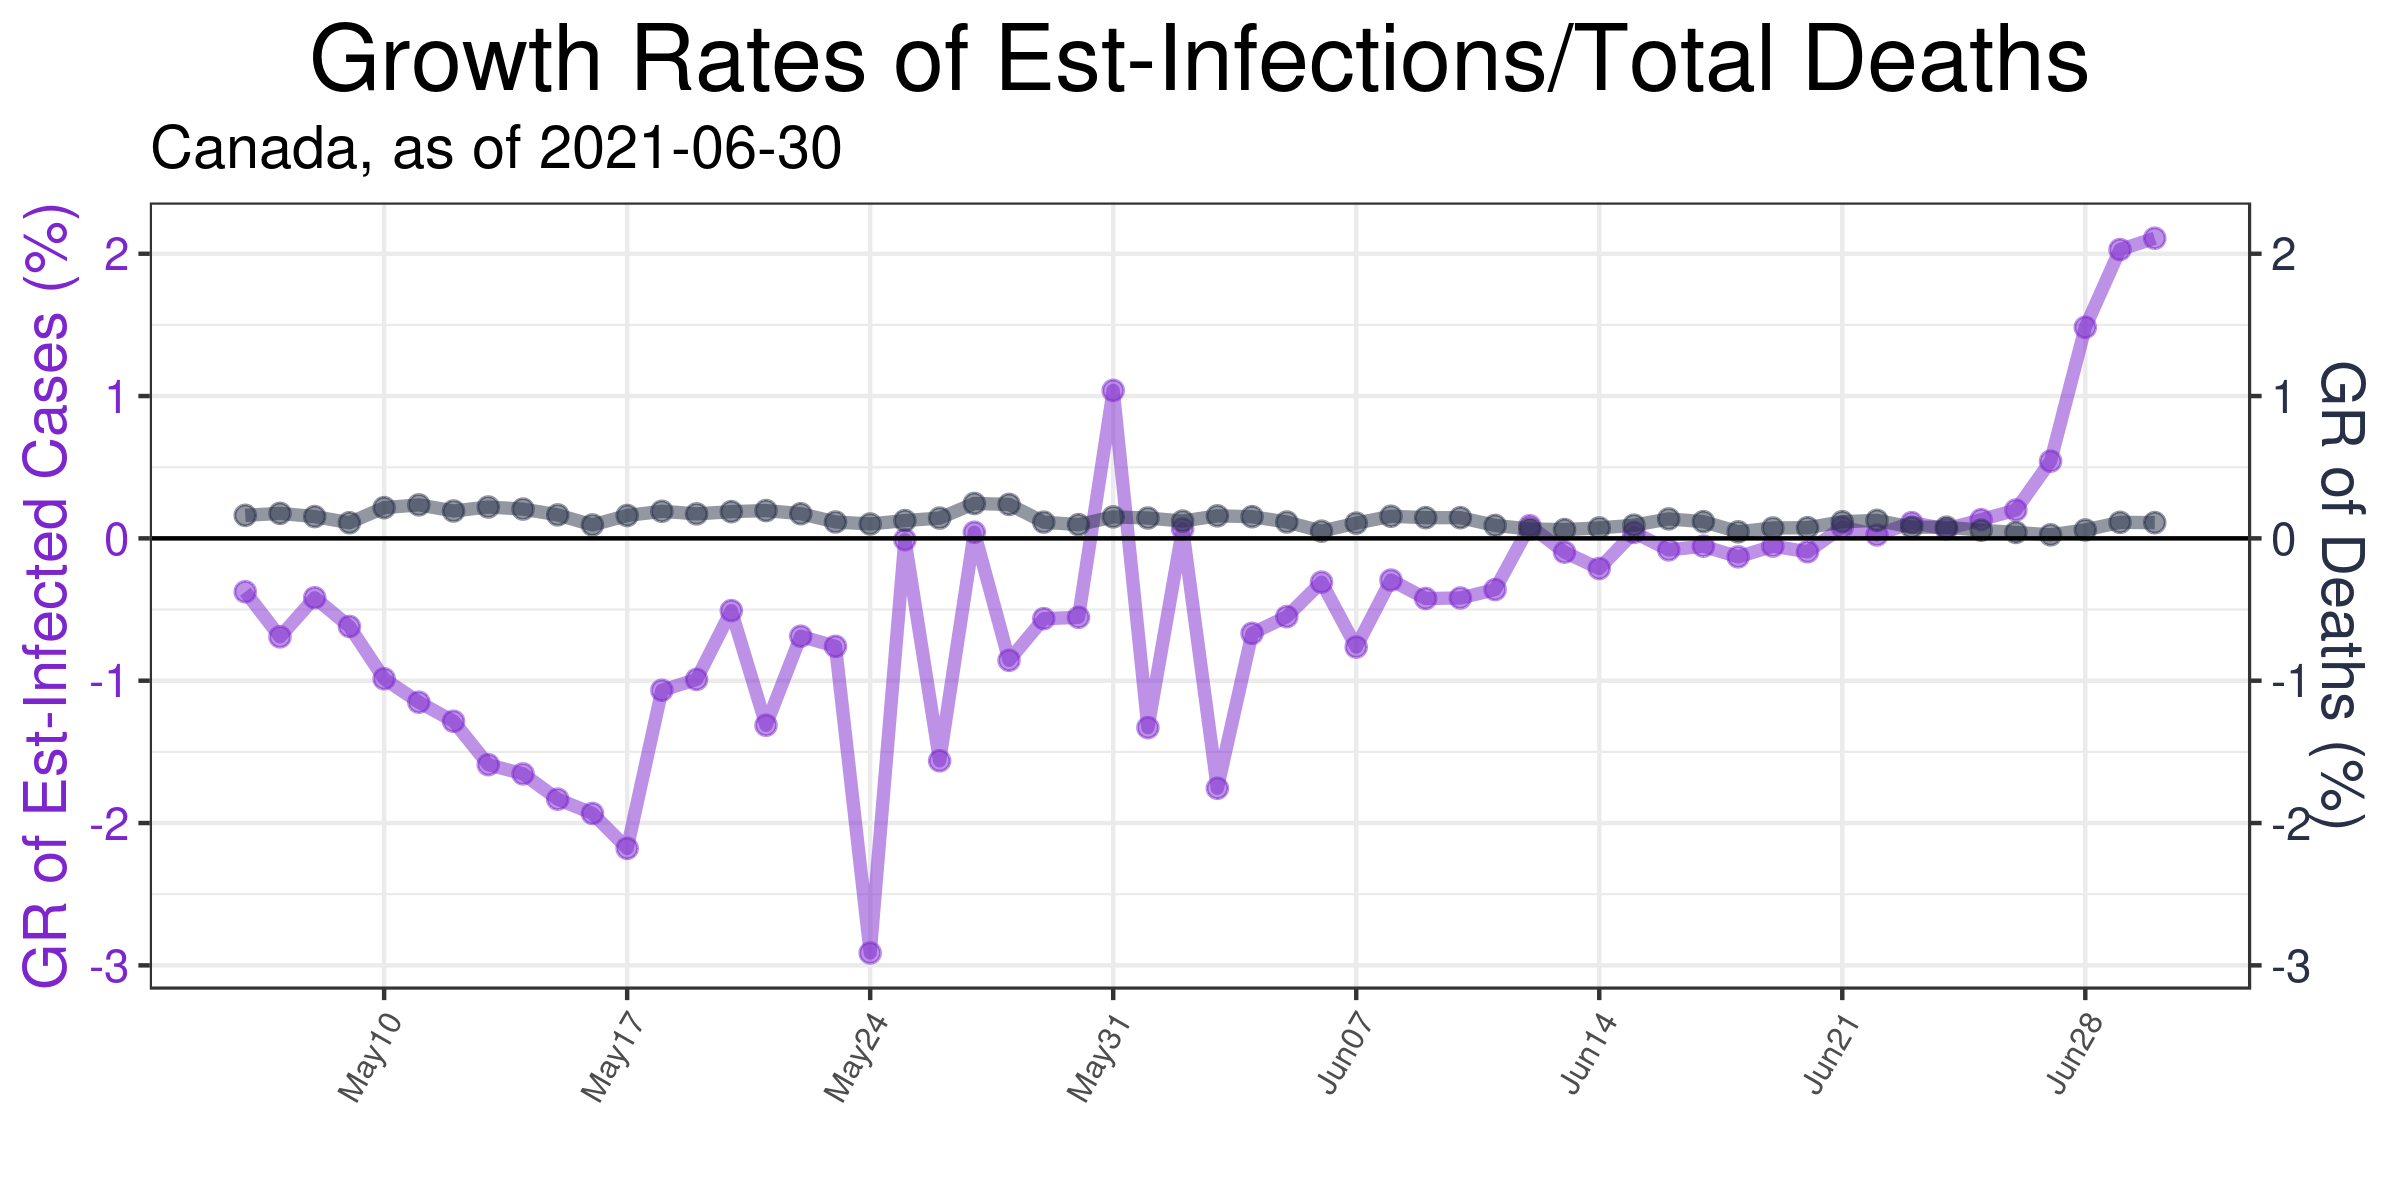 Growth Rates of Est-Infections/Total Deaths
Canada, as of 2021-06-30
GR of Est-Infected Cases (%)
2
1
0
-1
-2
-3
2
1
0
-1
-2
-3
GR of Deaths (%)
May10
May17
May24
May31
Jun07
Jun14
Jun21
Jun28